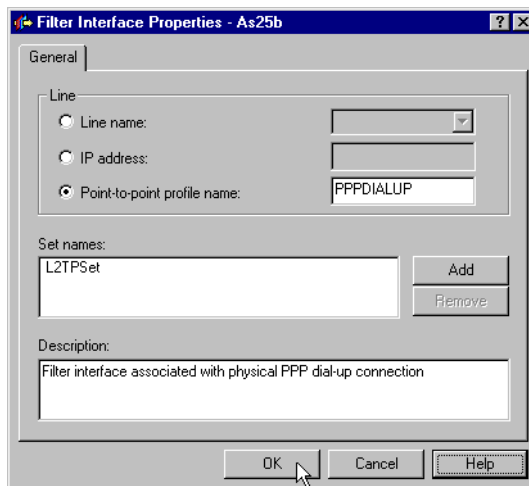 Filter Interface Properties - As25b
General
Line
Line name:
IP address:
Point-to-point profile name: PPPDIALUP
Set names:
L2TPSet
Add
Remove
Description:
Filter interface associated with physical PPP dial-up connection
OK Cancel Help